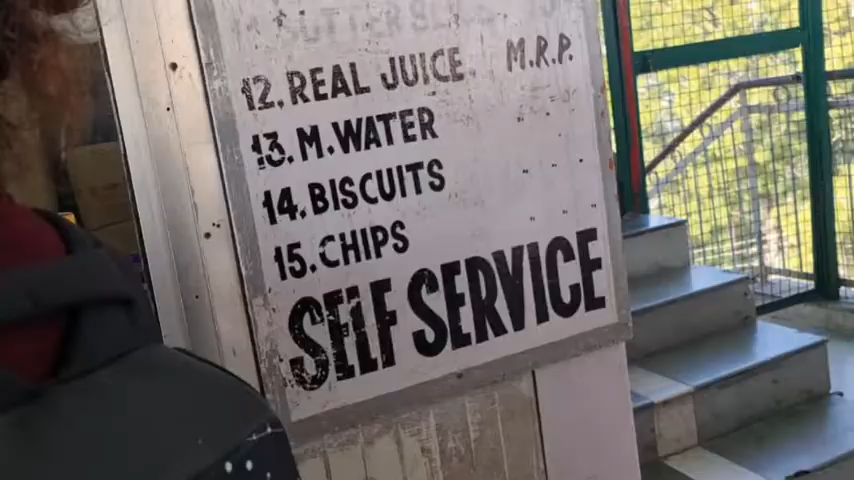 12. REAL JUICE M.R.P.
13. M. WATER " "
14. BISCUITS " "
15. CHIPS " "
SELF SERVICE